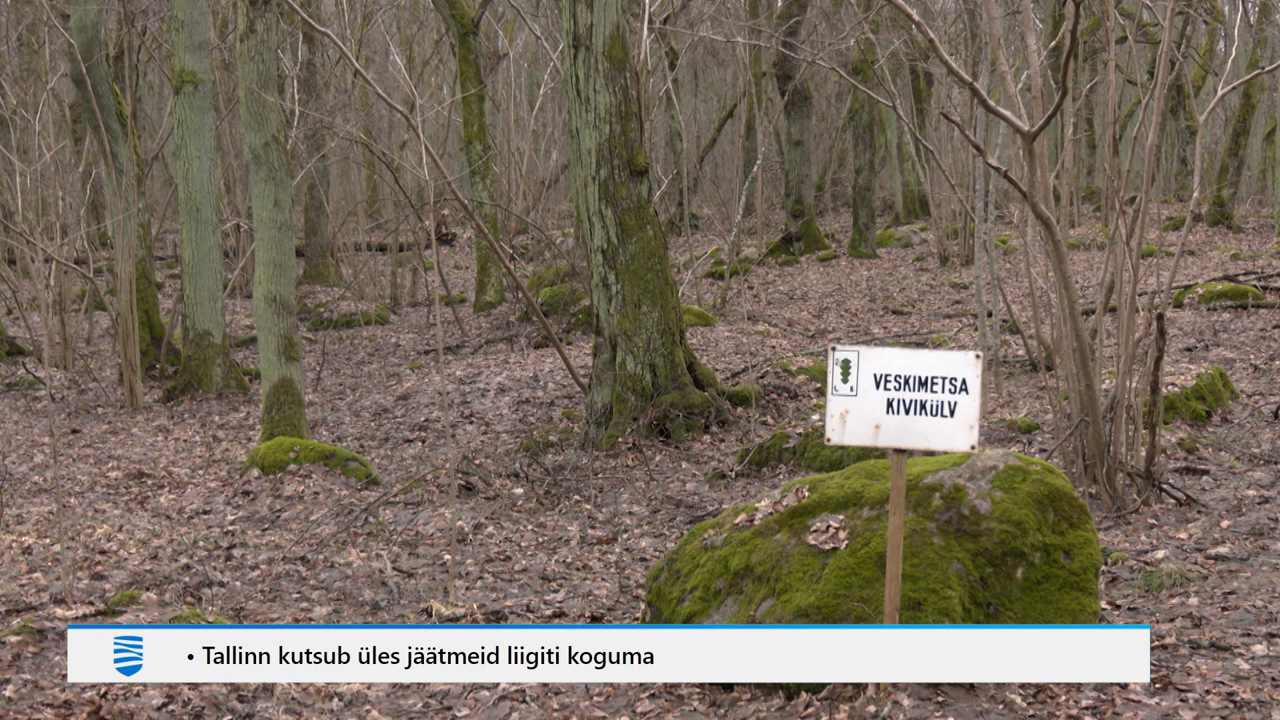 VESKIMETSA
KIVIKÜLV
• Tallinn kutsub üles jäätmeid liigiti koguma